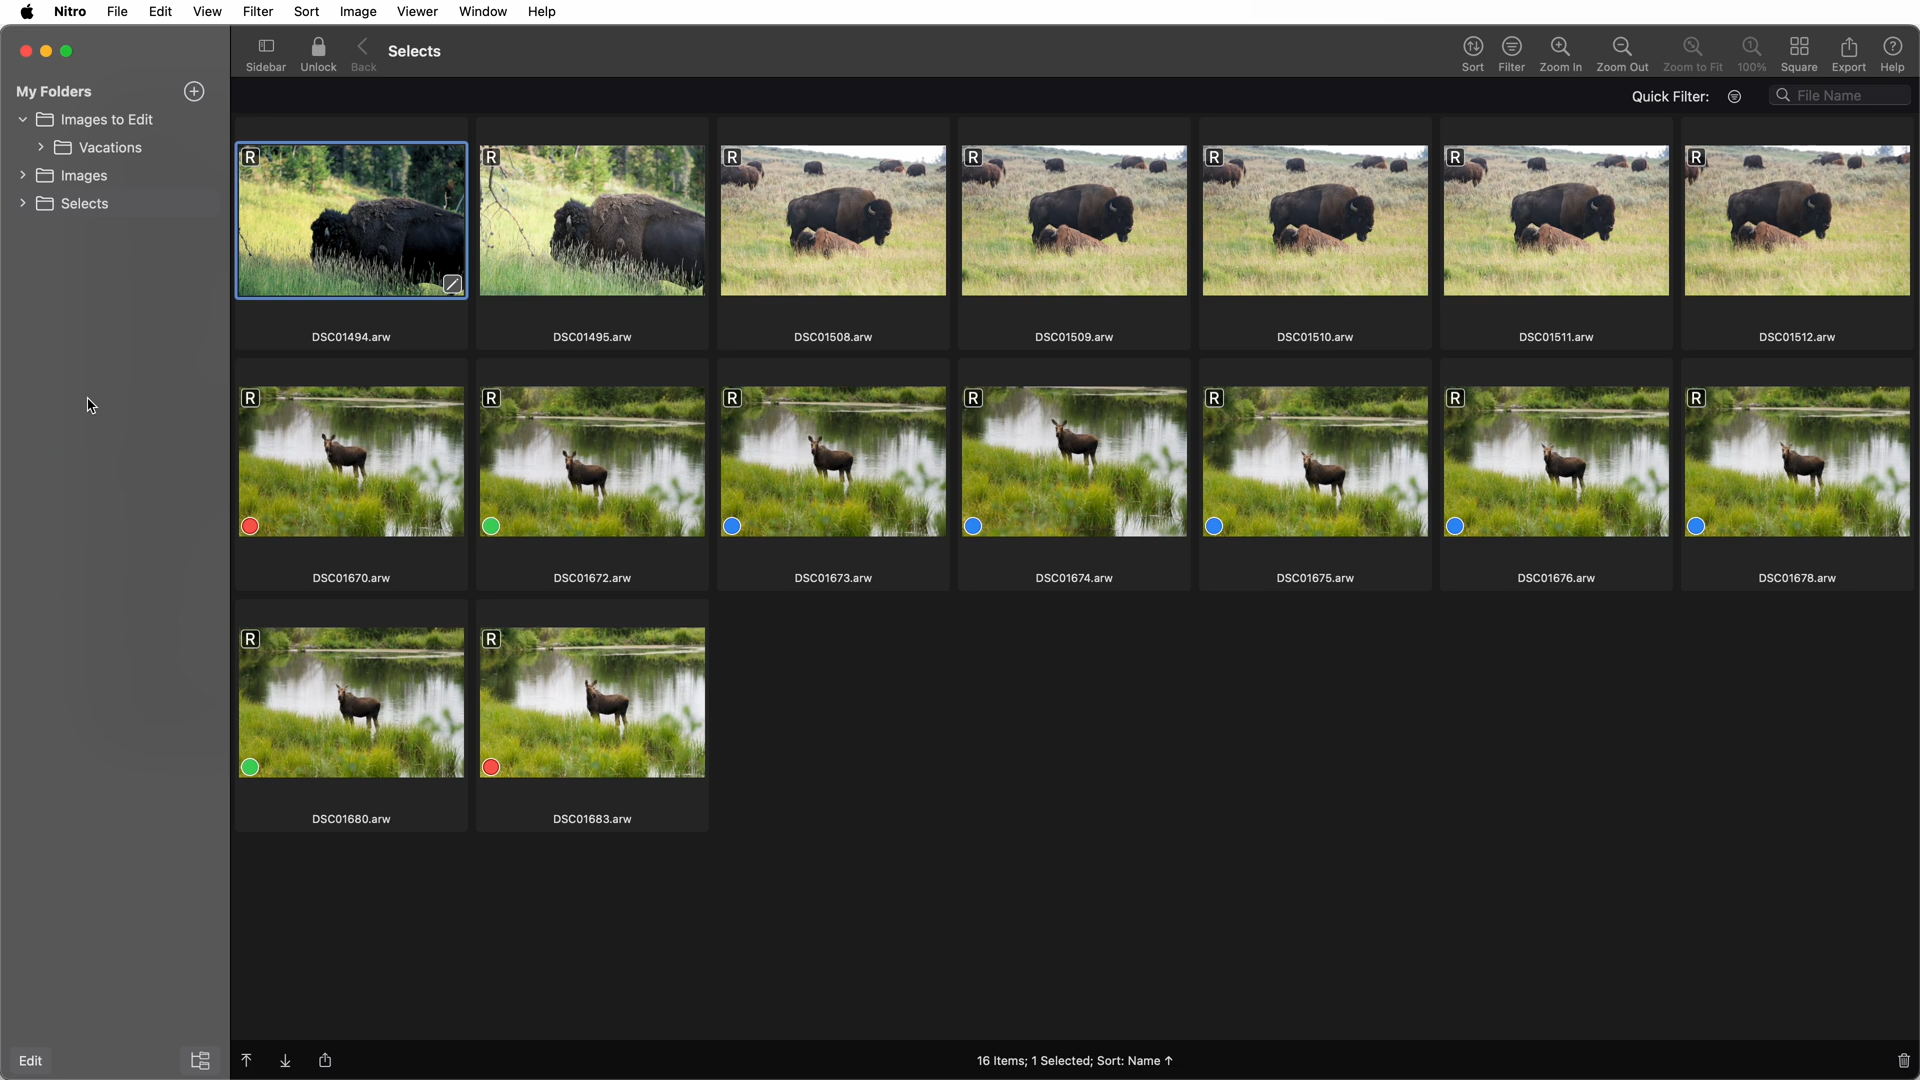 Nitro File Edit View Filter Sort Image Viewer Window Help
Sidebar Unlock Back Selects Sort Filter Zoom In Zoom Out Zoom to Fit 100% Square Export Help
My Folders
Quick Filter: File Name
Images to Edit
Vacations
Images
Selects
R R R R R R R
DSC01494.arw DSC01495.arw DSC01508.arw DSC01509.arw DSC01510.arw DSC01511.arw DSC01512.arw
R R R R R R R
DSC01670.arw DSC01672.arw DSC01673.arw DSC01674.arw DSC01675.arw DSC01676.arw DSC01678.arw
R R
DSC01680.arw DSC01683.arw
Edit 16 Items; 1 Selected; Sort: Name ↑